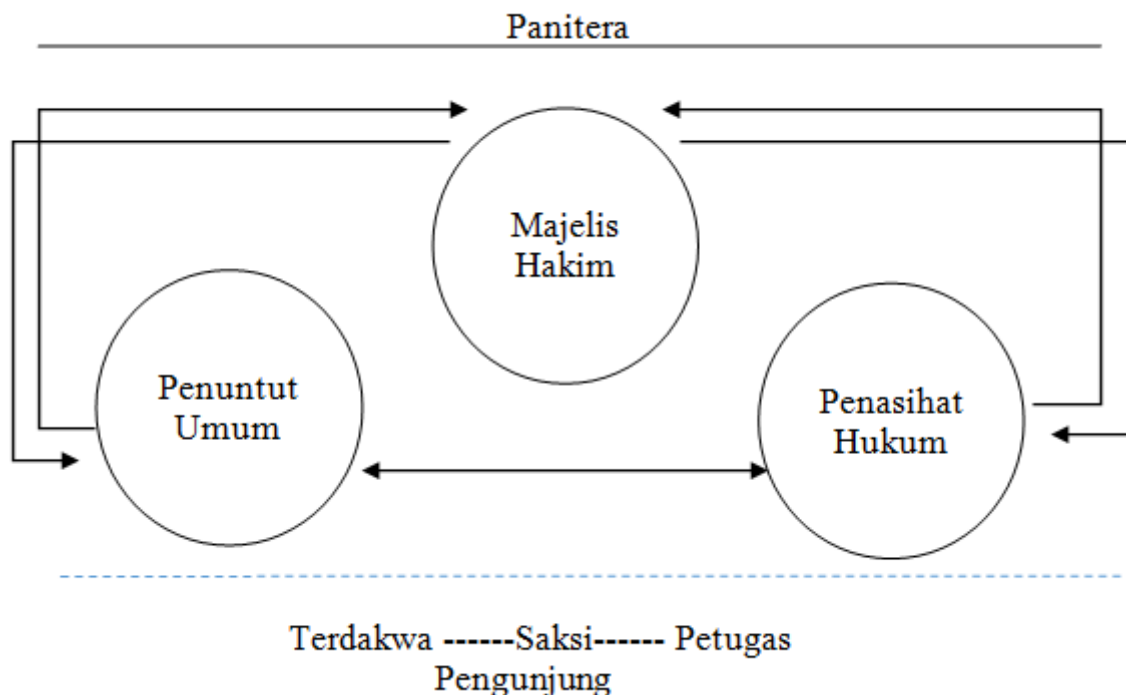 Panitera
Majelis
Hakim
Penuntut
Umum
Penasihat
Hukum
Terdakwa ------Saksi------ Petugas
Pengunjung